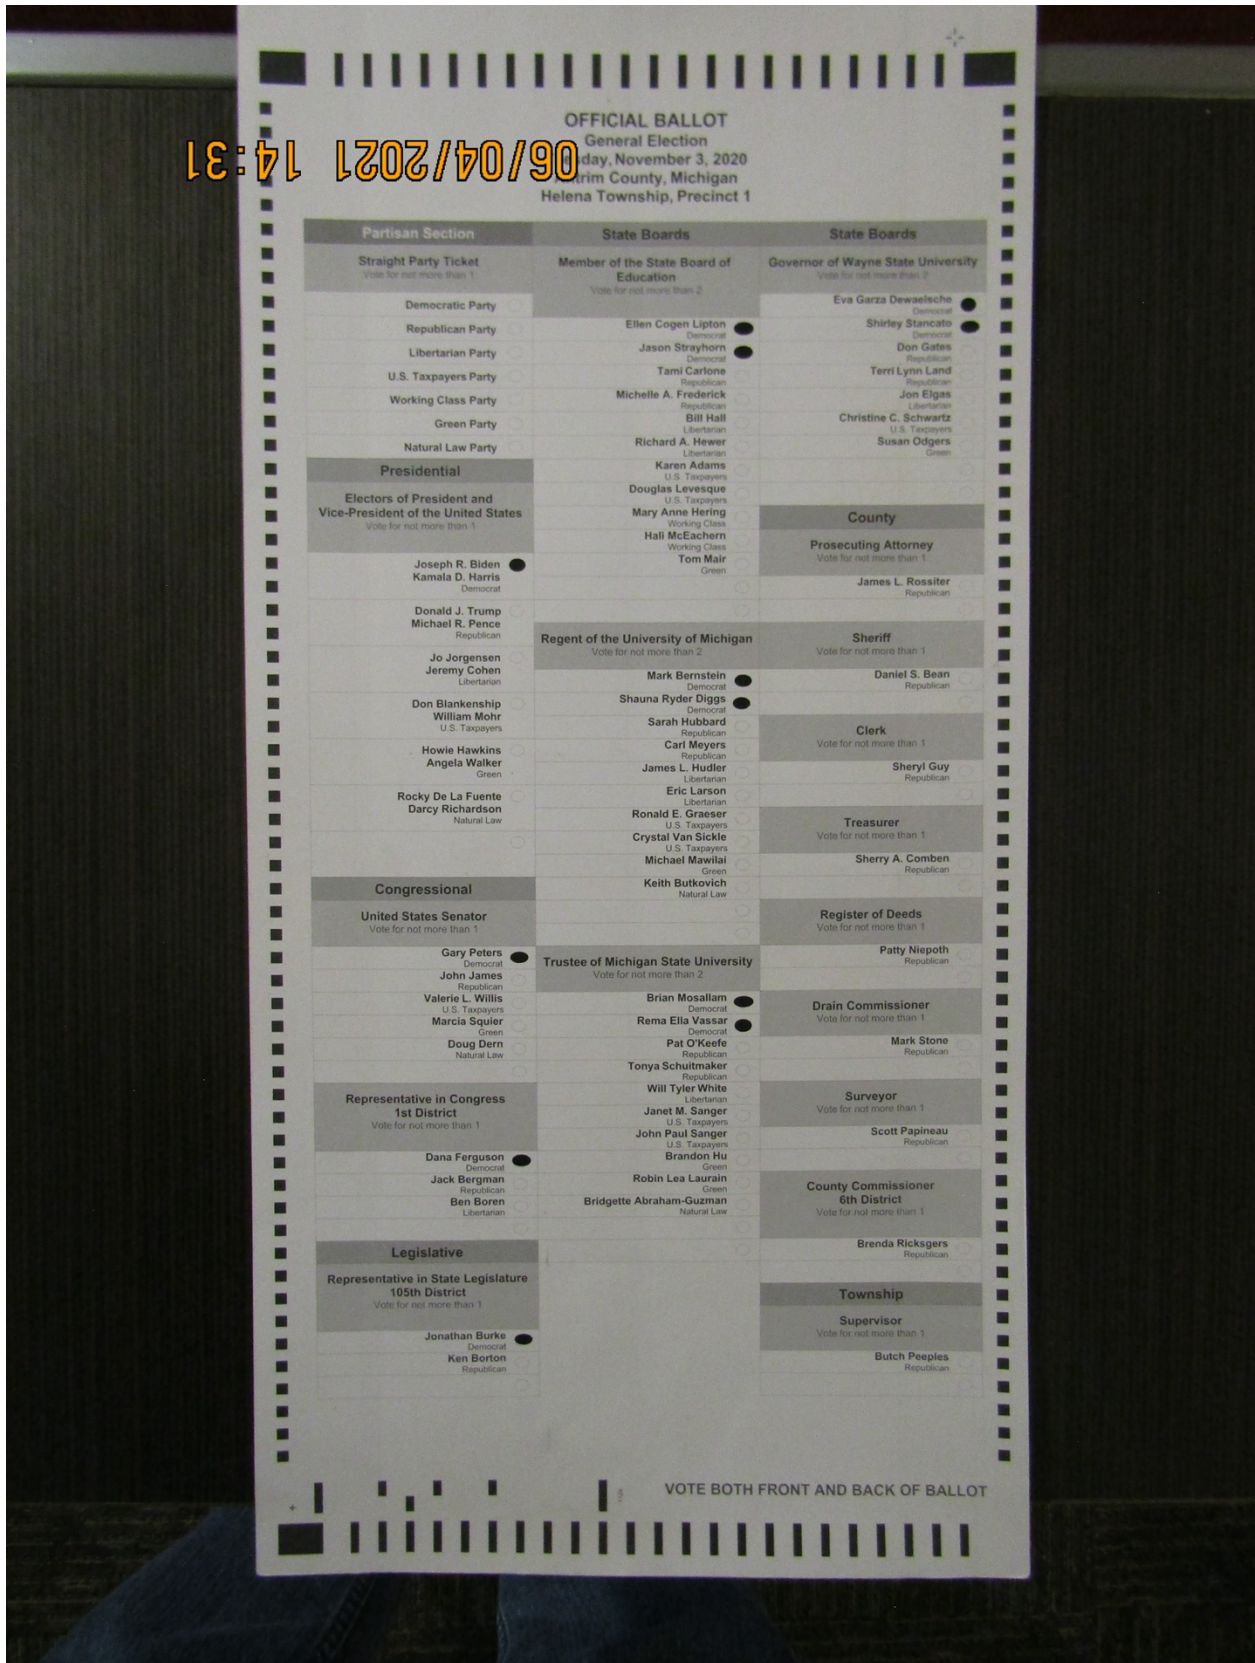 OFFICIAL BALLOT
General Election
sday, November 3, 2020
trim County, Michigan
Helena Township, Precinct 1
06/04/2021 14:31
Partisan Section
Straight Party Ticket
Vote for not more than 1
Democratic Party
Republican Party
Libertarian Party
U.S. Taxpayers Party
Working Class Party
Green Party
Natural Law Party
Presidential
Electors of President and
Vice-President of the United States
Vote for not more than 1
Joseph R. Biden
Kamala D. Harris
Democrat
Donald J. Trump
Michael R. Pence
Republican
Jo Jorgensen
Jeremy Cohen
Libertarian
Don Blankenship
William Mohr
U.S. Taxpayers
Howie Hawkins
Angela Walker
Green
Rocky De La Fuente
Darcy Richardson
Natural Law
Congressional
United States Senator
Vote for not more than 1
Gary Peters
Democrat
John James
Republican
Valerie L. Willis
U.S. Taxpayers
Marcia Squier
Green
Doug Dern
Natural Law
Representative in Congress
1st District
Vote for not more than 1
Dana Ferguson
Democrat
Jack Bergman
Republican
Ben Boren
Libertarian
Legislative
Representative in State Legislature
105th District
Vote for not more than 1
Jonathan Burke
Democrat
Ken Borton
Republican
State Boards
Member of the State Board of
Education
Vote for not more than 2
Ellen Cogen Lipton
Democrat
Jason Strayhorn
Democrat
Tami Carlone
Republican
Michelle A. Frederick
Republican
Bill Hall
Libertarian
Richard A. Hewer
Libertarian
Karen Adams
U.S. Taxpayers
Douglas Levesque
U.S. Taxpayers
Mary Anne Hering
Working Class
Hali McEachern
Working Class
Tom Mair
Green
Regent of the University of Michigan
Vote for not more than 2
Mark Bernstein
Democrat
Shauna Ryder Diggs
Democrat
Sarah Hubbard
Republican
Carl Meyers
Republican
James L. Hudler
Libertarian
Eric Larson
Libertarian
Ronald E. Graeser
U.S. Taxpayers
Crystal Van Sickle
U.S. Taxpayers
Michael Mawilai
Green
Keith Butkovich
Natural Law
Trustee of Michigan State University
Vote for not more than 2
Brian Mosallam
Democrat
Rema Ella Vassar
Democrat
Pat O'Keefe
Republican
Tonya Schuitmaker
Republican
Will Tyler White
Libertarian
Janet M. Sanger
U.S. Taxpayers
John Paul Sanger
U.S. Taxpayers
Brandon Hu
Green
Robin Lea Laurain
Green
Bridgette Abraham-Guzman
Natural Law
State Boards
Governor of Wayne State University
Vote for not more than 2
Eva Garza Dewaelsche
Democrat
Shirley Stancato
Democrat
Don Gates
Republican
Terri Lynn Land
Republican
Jon Elgas
Libertarian
Christine C. Schwartz
U.S. Taxpayers
Susan Odgers
Green
County
Prosecuting Attorney
Vote for not more than 1
James L. Rossiter
Republican
Sheriff
Vote for not more than 1
Daniel S. Bean
Republican
Clerk
Vote for not more than 1
Sheryl Guy
Republican
Treasurer
Vote for not more than 1
Sherry A. Comben
Republican
Register of Deeds
Vote for not more than 1
Patty Niepoth
Republican
Drain Commissioner
Vote for not more than 1
Mark Stone
Republican
Surveyor
Vote for not more than 1
Scott Papineau
Republican
County Commissioner
6th District
Vote for not more than 1
Brenda Ricksgers
Republican
Township
Supervisor
Vote for not more than 1
Butch Peeples
Republican
VOTE BOTH FRONT AND BACK OF BALLOT